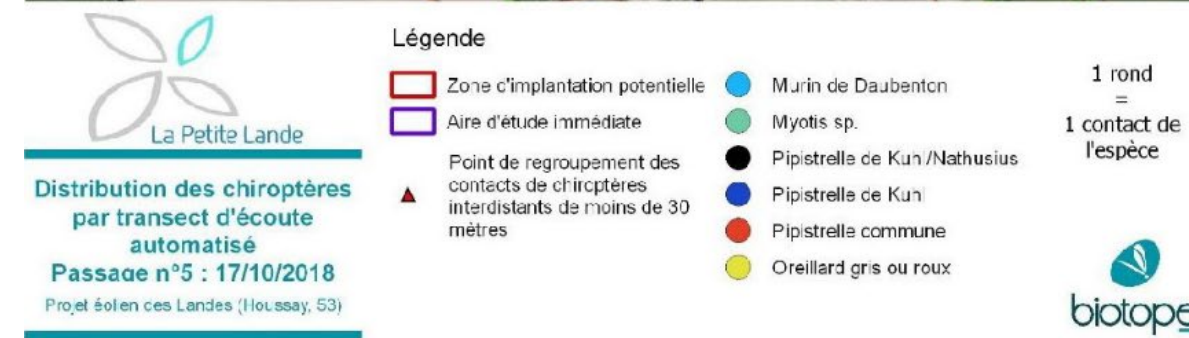 La Petite Lande
Distribution des chiroptères
par transect d'écoute
automatisé
Passage n°5 : 17/10/2018
Projet éolien des Landes (Houssay, 53)
Légende
Zone d'implantation potentielle
Aire d'étude immédiate
Point de regroupement des
contacts de chiroptères
interdistants de moins de 30
mètres
Murin de Daubenton
Myotis sp.
Pipistrelle de Kuhl/Nathusius
Pipistrelle de Kuhl
Pipistrelle commune
Oreillard gris ou roux
1 rond
=
1 contact de
l'espèce
biotope